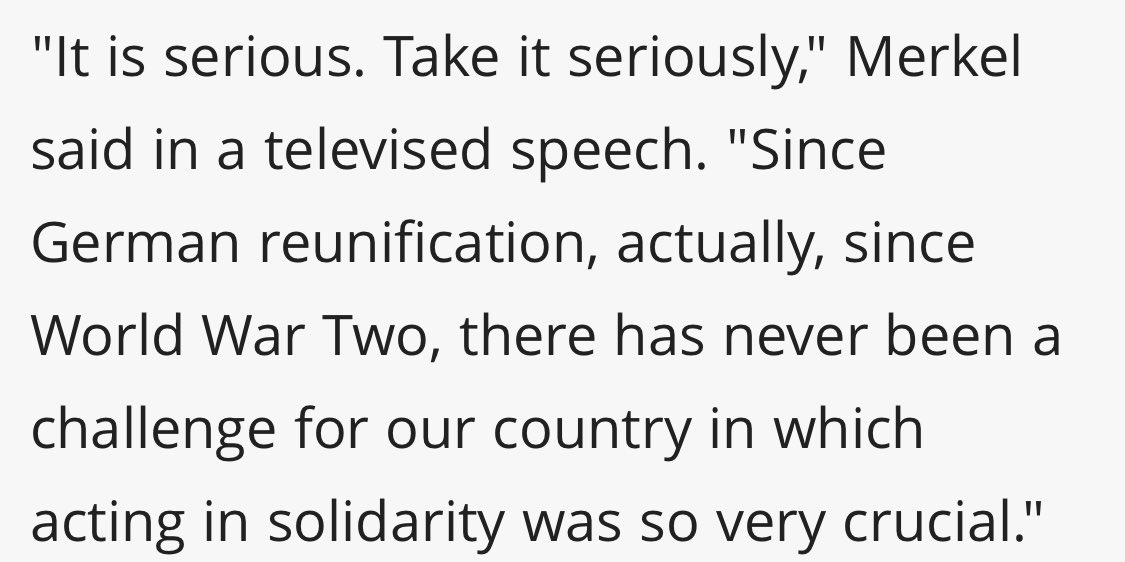 "It is serious. Take it seriously," Merkel
said in a televised speech. "Since
German reunification, actually, since
World War Two, there has never been a
challenge for our country in which
acting in solidarity was so very crucial."